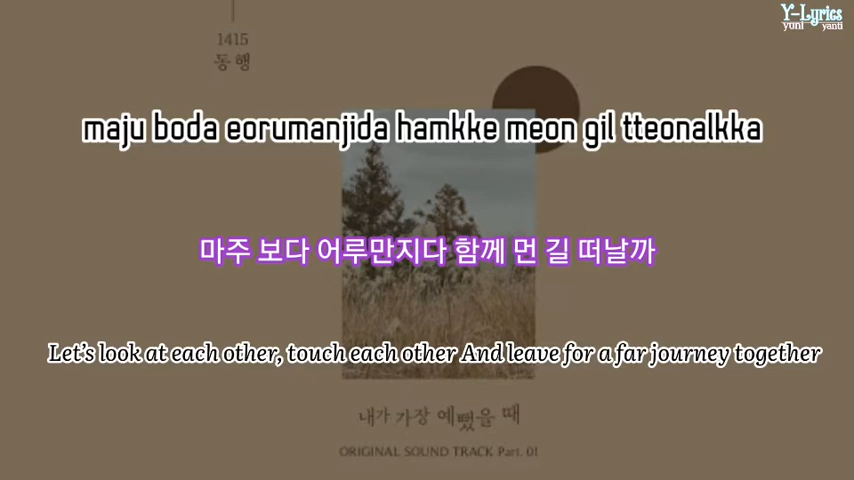 Y-Lyrics
yuni yanti
1415
동행
maju boda eorumanjida hamkke meon gil tteonalkka
마주 보다 어루만지다 함께 먼 길 떠날까
Let's look at each other, touch each other And leave for a far journey together
내가 가장 예뻤을 때
ORIGINAL SOUND TRACK Part. 01